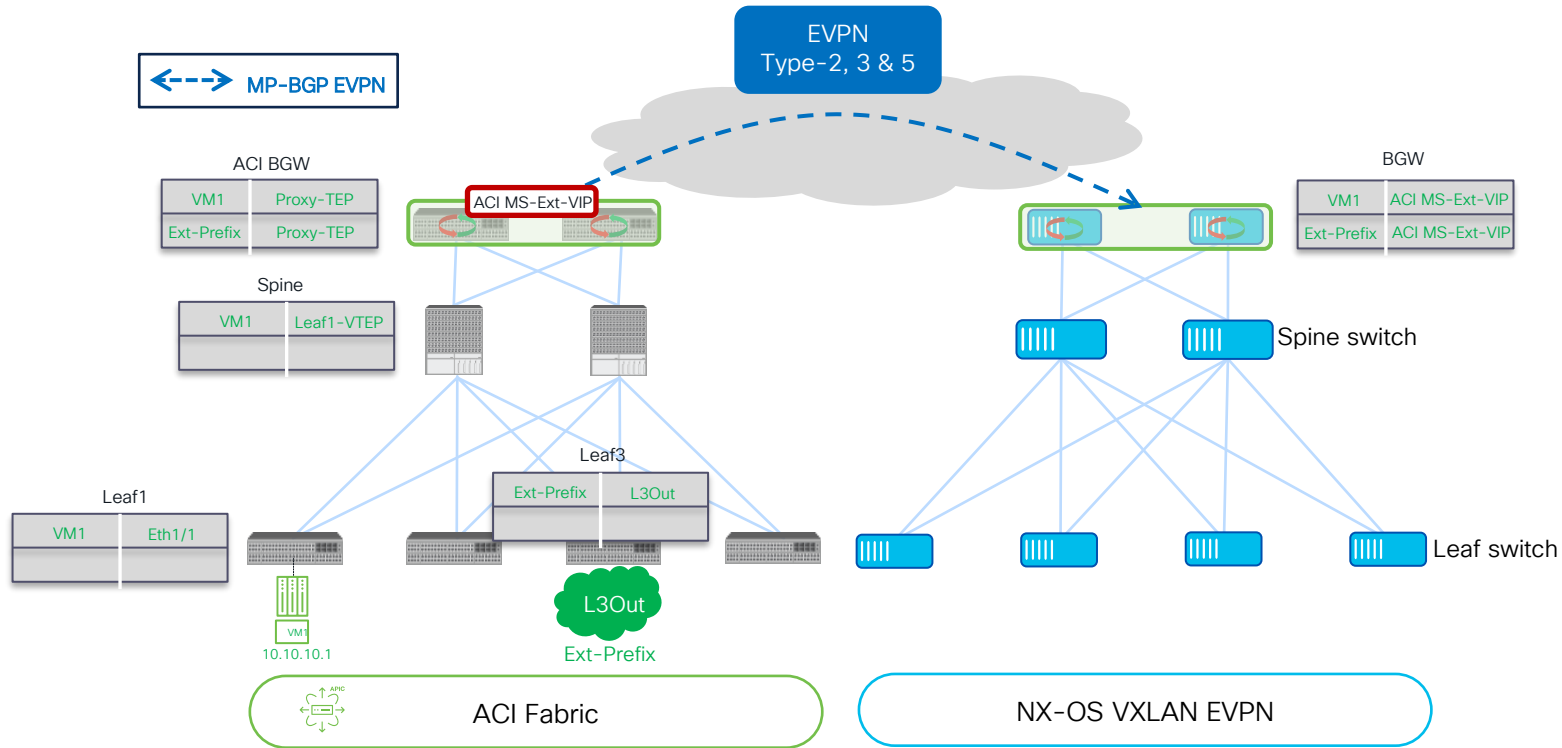 EVPN
Type-2, 3 & 5
MP-BGP EVPN
ACI BGW
VM1 Proxy-TEP
Ext-Prefix Proxy-TEP
ACI MS-Ext-VIP
BGW
VM1 ACI MS-Ext-VIP
Ext-Prefix ACI MS-Ext-VIP
Spine
VM1 Leaf1-VTEP
Spine switch
Leaf3
Ext-Prefix L3Out
Leaf1
VM1 Eth1/1
Leaf switch
L3Out
VM1
10.10.10.1
Ext-Prefix
APIC
ACI Fabric
NX-OS VXLAN EVPN